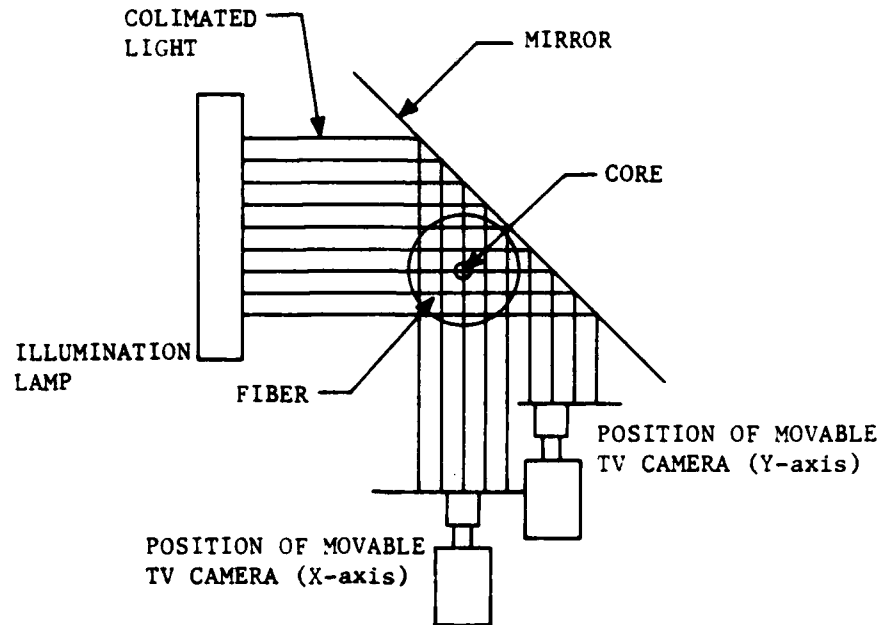 COLIMATED
LIGHT
MIRROR
CORE
ILLUMINATION
LAMP
FIBER
POSITION OF MOVABLE
TV CAMERA (Y-axis)
POSITION OF MOVABLE
TV CAMERA (X-axis)